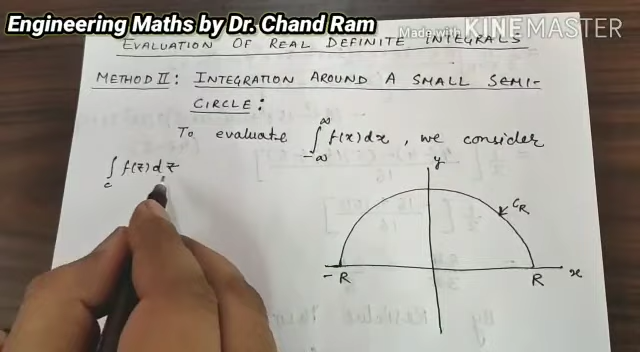 Engineering Maths by Dr. Chand Ram
Made with KINEMASTER
EVALUATION OF REAL DEFINITE INTEGRALS
METHOD II: INTEGRATION AROUND A SMALL SEMI-
CIRCLE:
To evaluate ∫_{-∞}^{∞} f(x)dx, we consider
∫_c f(z)dz
y
C_R
-R
R
x